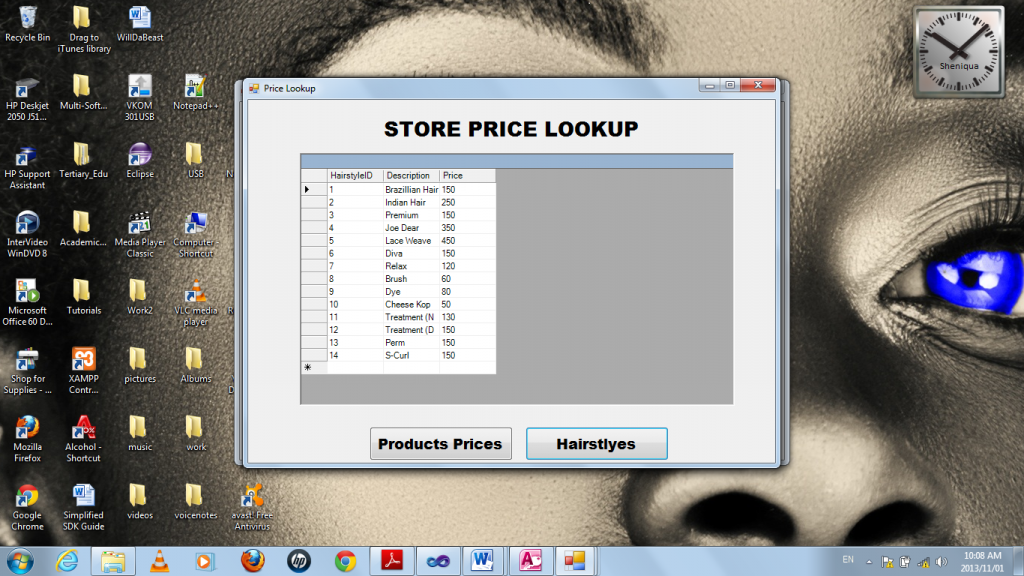 Recycle Bin
Drag to
iTunes library
WillDaBeast
HP Deskjet
2050 J51...
Multi-Soft...
VKOM
301USB
Notepad++
HP Support
Assistant
Tertiary_Edu
Eclipse
USB
N
InterVideo
WinDVD 8
Academic...
Media Player
Classic
Computer -
Shortcut
Microsoft
Office 60 D...
Tutorials
Work2
VLC media
player
Shop for
Supplies - ...
XAMPP
Contr...
pictures
Albums
Mozilla
Firefox
Alcohol -
Shortcut
music
work
Google
Chrome
Simplified
SDK Guide
videos
voicenotes
avast! Free
Antivirus
Sheniqua
Price Lookup
STORE PRICE LOOKUP
HairstyleID Description Price
1 Brazillian Hair 150
2 Indian Hair 250
3 Premium 150
4 Joe Dear 350
5 Lace Weave 450
6 Diva 150
7 Relax 120
8 Brush 60
9 Dye 80
10 Cheese Kop 50
11 Treatment (N 130
12 Treatment (D 150
13 Perm 150
14 S-Curl 150
Products Prices
Hairstlyes
EN
10:08 AM
2013/11/01